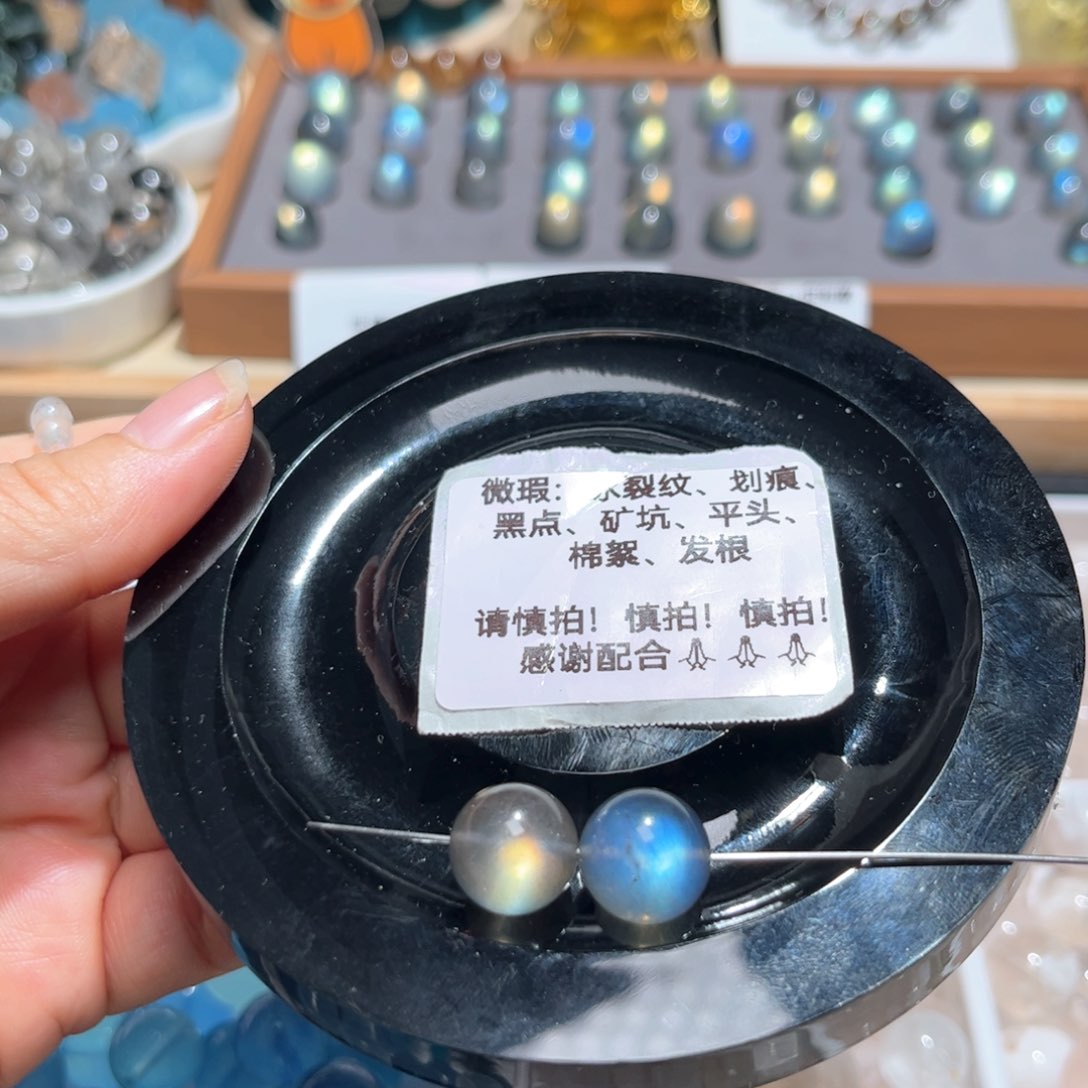 微瑕：冰裂纹、划痕、
黑点、矿坑、平头、
棉絮、发根
请慎拍！慎拍！慎拍！
感谢配合🙏🙏🙏